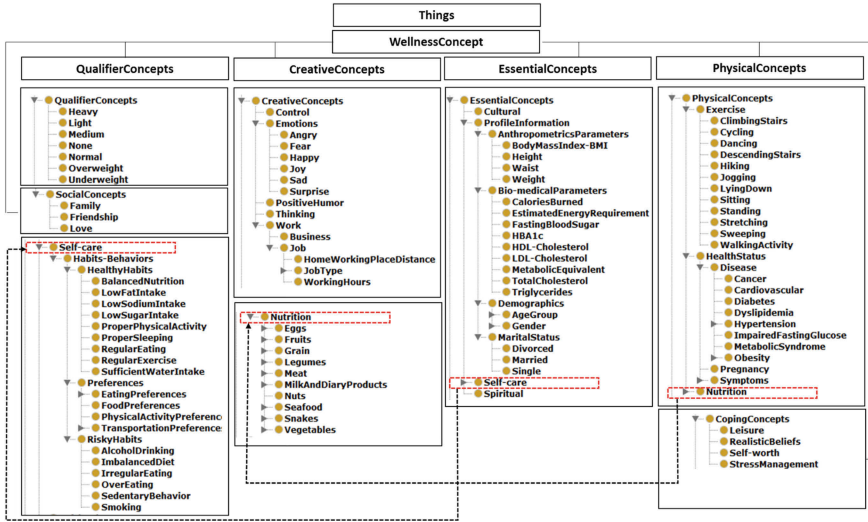 Things
WellnessConcept
QualifierConcepts
CreativeConcepts
EssentialConcepts
PhysicalConcepts
QualifierConcepts
Heavy
Light
Medium
None
Normal
Overweight
Underweight
SocialConcepts
Family
Friendship
Love
Self-care
Habits-Behaviors
HealthyHabits
BalancedNutrition
LowFatIntake
LowSodiumIntake
LowSugarIntake
ProperPhysicalActivity
ProperSleeping
RegularEating
RegularExercise
SufficientWaterIntake
Preferences
EatingPreferences
FoodPreferences
PhysicalActivityPreference
TransportationPreference
RiskyHabits
AlcoholDrinking
ImbalancedDiet
IrregularEating
OverEating
SedentaryBehavior
Smoking
CreativeConcepts
Control
Emotions
Angry
Fear
Happy
Joy
Sad
Surprise
PositiveHumor
Thinking
Work
Business
Job
HomeWorkingPlaceDistance
JobType
WorkingHours
Nutrition
Eggs
Fruits
Grain
Legumes
Meat
MilkAndDiaryProducts
Nuts
Seafood
Snakes
Vegetables
EssentialConcepts
Cultural
ProfileInformation
AnthropometricsParameters
BodyMassIndex-BMI
Height
Waist
Weight
Bio-medicalParameters
CaloriesBurned
EstimatedEnergyRequirement
FastingBloodSugar
HBA1c
HDL-Cholesterol
LDL-Cholesterol
MetabolicEquivalent
TotalCholesterol
Triglycerides
Demographics
AgeGroup
Gender
MaritalStatus
Divorced
Married
Single
Self-care
Spiritual
PhysicalConcepts
Exercise
ClimbingStairs
Cycling
Dancing
DescendingStairs
Hiking
Jogging
LyingDown
Sitting
Standing
Stretching
Sweeping
WalkingActivity
HealthStatus
Disease
Cancer
Cardiovascular
Diabetes
Dyslipidemia
Hypertension
ImpairedFastingGlucose
MetabolicSyndrome
Obesity
Pregnancy
Symptoms
Nutrition
CopingConcepts
Leisure
RealisticBeliefs
Self-worth
StressManagement